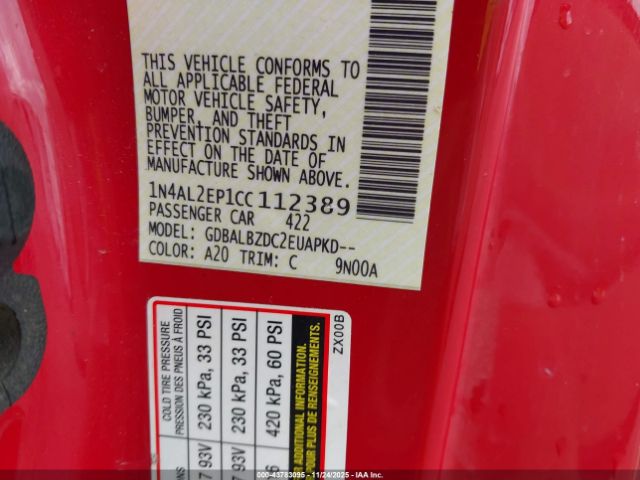 THIS VEHICLE CONFORMS TO
ALL APPLICABLE FEDERAL
MOTOR VEHICLE SAFETY,
BUMPER, AND THEFT
PREVENTION STANDARDS IN
EFFECT ON THE DATE OF
MANUFACTURE SHOWN ABOVE.
1N4AL2EP1CC112389
PASSENGER CAR 422
MODEL: GDBALBZDC2EUAPKD--
COLOR: A20 TRIM: C 9N00A
COLD TIRE PRESSURE
PRESSION DES PNEUS À FROID
93V 230 kPa, 33 PSI
93V 230 kPa, 33 PSI
420 kPa, 60 PSI
ADDITIONAL
POUR PLUS DE
RENSEIGNEMENTS.
INFORMATION.
ZX00B
© - 43783095 - 11/24/2025 - IAAI.COM